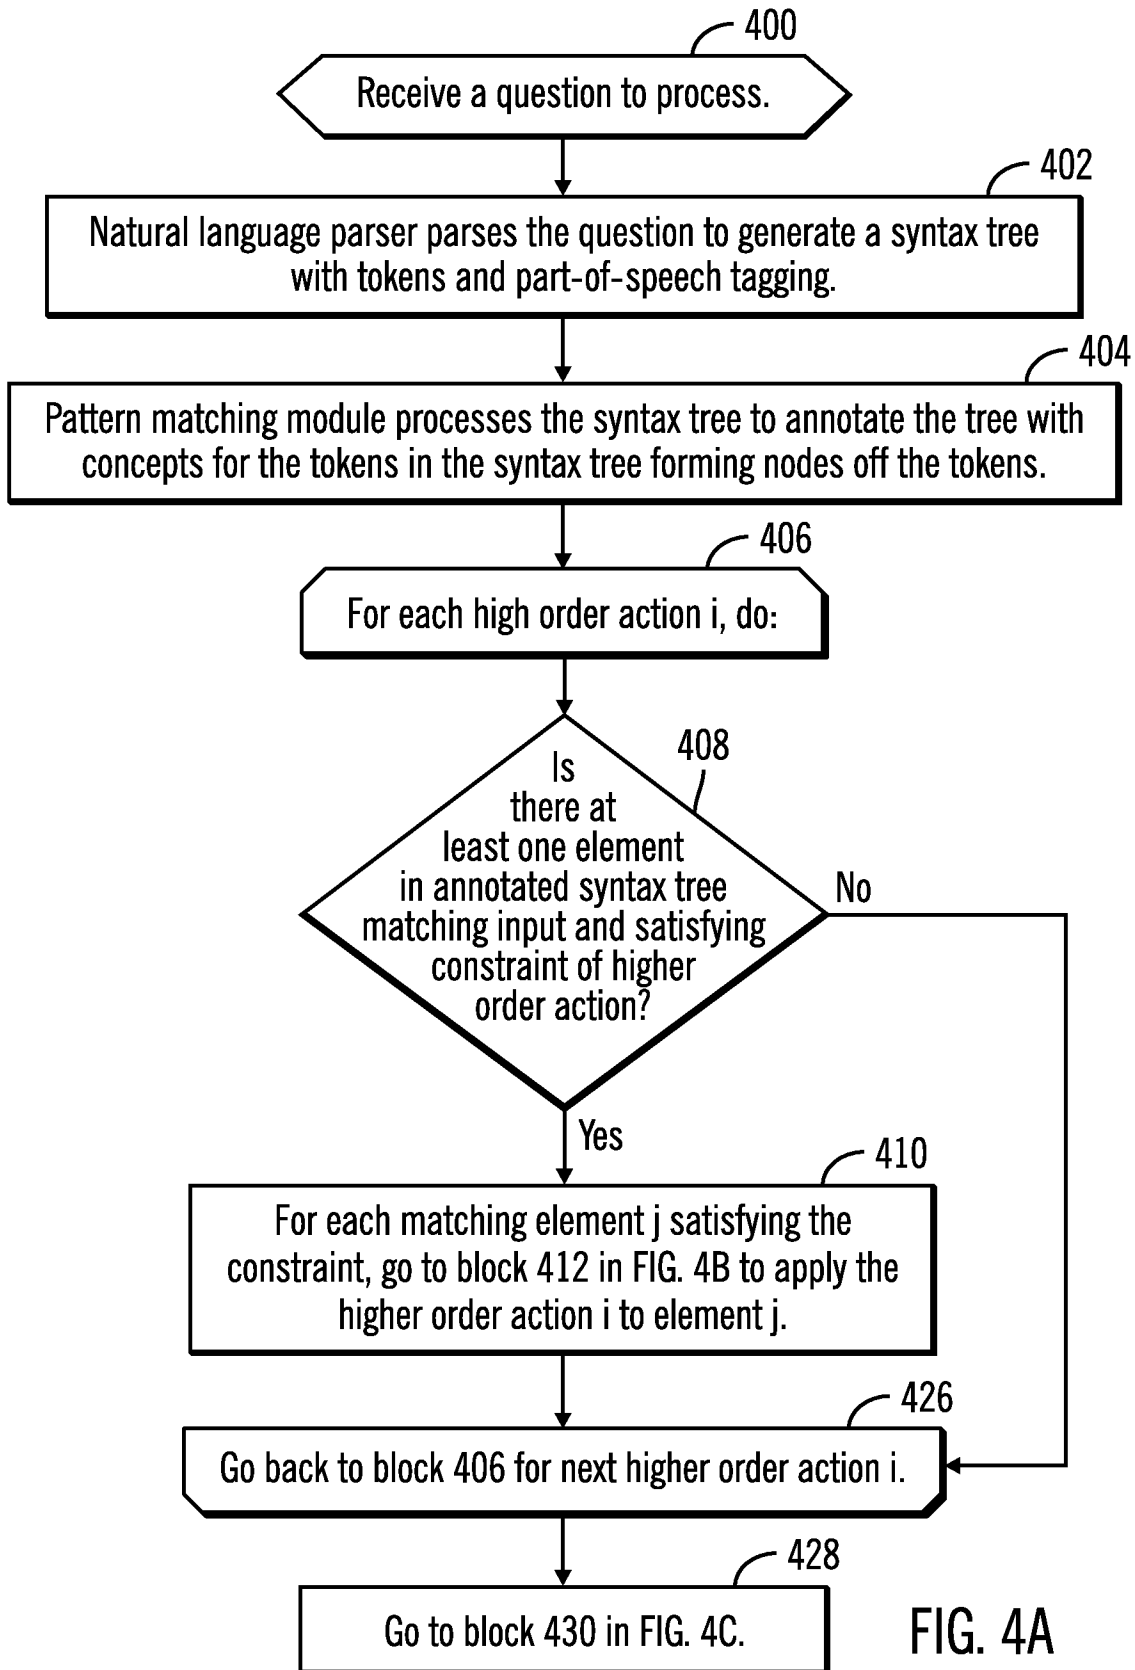 400
Receive a question to process.
402
Natural language parser parses the question to generate a syntax tree
with tokens and part-of-speech tagging.
404
Pattern matching module processes the syntax tree to annotate the tree with
concepts for the tokens in the syntax tree forming nodes off the tokens.
406
For each high order action i, do:
408
Is
there at
least one element
in annotated syntax tree
matching input and satisfying
constraint of higher
order action?
No
Yes
410
For each matching element j satisfying the
constraint, go to block 412 in FIG. 4B to apply the
higher order action i to element j.
426
Go back to block 406 for next higher order action i.
428
Go to block 430 in FIG. 4C.
FIG. 4A